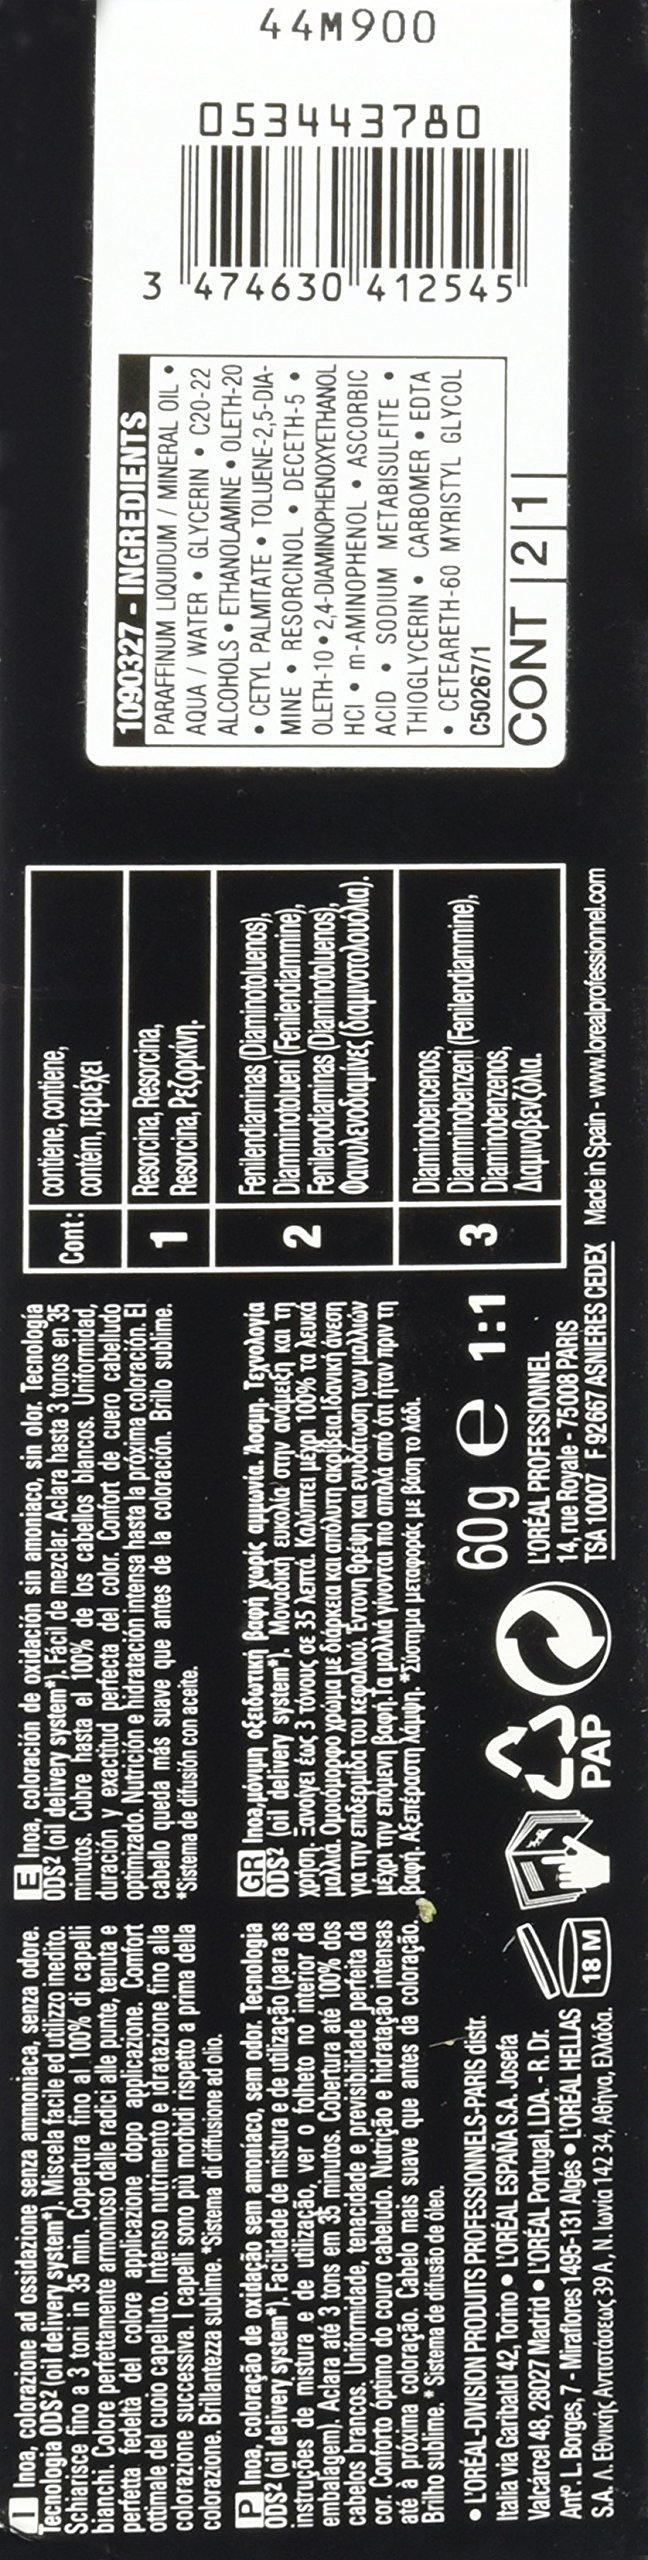 44M900
053443780
3 474630 412545
1090327 - INGREDIENTS
PARAFFINUM LIQUIDUM / MINERAL OIL •
AQUA / WATER • GLYCERIN • C20-22
ALCOHOLS • ETHANOLAMINE • OLETH-20
• CETYL PALMITATE • TOLUENE-2,5-DIA-
MINE • RESORCINOL • DECETH-5 •
OLETH-10 • 2,4-DIAMINOPHENOXYETHANOL
HCl • m-AMINOPHENOL • ASCORBIC
ACID • SODIUM METABISULFITE •
THIOGLYCERIN • CARBOMER • EDTA
• CETEARETH-60 MYRISTYL GLYCOL
C50267/1
CONT |2|1|
Cont: contiene, contiene,
contém, περιέχει
1 Resorcina, Resorcina,
Resorcina, Ρεζορκίνη.
2 Fenilendiaminas (Diaminotoluenos),
Diamminotolueni (Fenilendiammine),
Fenilenodiaminas (Diaminotoluenos),
Φαινυλενοδιαμίνες (διαμινοτολουόλια).
3 Diaminobencenos,
Diamminobenzeni (Fenilendiammine),
Diaminobenzenos,
Διαμινοβενζόλια.
E Inoa, coloración de oxidación sin amoniaco, sin olor. Tecnología
ODS² (oil delivery system*). Fácil de mezclar. Aclara hasta 3 tonos en 35
minutos. Cubre hasta el 100% de los cabellos blancos. Uniformidad,
duración y exactitud perfecta del color. Confort de cuero cabelludo
optimizado. Nutrición e hidratación intensa hasta la próxima coloración. El
cabello queda más suave que antes de la coloración. Brillo sublime.
*Sistema de difusión con aceite.
GR Inoa,μόνιμη οξειδωτική βαφή χωρίς αμμωνία. Άοσμη. Τεχνολογία
ODS² (oil delivery system*). Μοναδική ευκολία στην ανάμειξη και τη
χρήση. Ξανοίγει έως 3 τόνους σε 35 λεπτά. Καλύπτει μέχρι 100% τα λευκά
μαλλιά. Ομοιόμορφο χρώμα με διάρκεια και απόλυτη ακρίβεια.Ιδανική άνεση
για την επιδερμίδα του κεφαλιού. Έντονη θρέψη και ενυδάτωση των μαλλιών
μέχρι την επόμενη βαφή.Τα μαλλιά γίνονται πιο απαλά από ότι ήταν πριν τη
βαφή. Αξεπέραστη λάμψη. *Σύστημα μεταφοράς με βάση το λάδι.
60g e 1:1
L'ORÉAL PROFESSIONNEL
14, rue Royale - 75008 PARIS
TSA 10007 F 92667 ASNIERES CEDEX Made in Spain - www.lorealprofessionnel.com
PAP
18 M
I Inoa, colorazione ad ossidazione senza ammoniaca, senza odore.
Tecnologia ODS² (oil delivery system*). Miscela facile ed utilizzo inedito.
Schiarisce fino a 3 toni in 35 min. Copertura fino al 100% di capelli
bianchi. Colore perfettamente armonioso dalle radici alle punte, tenuta e
perfetta fedeltà del colore applicazione dopo applicazione. Comfort
ottimale del cuoio capelluto. Intenso nutrimento e idratazione fino alla
colorazione successiva. I capelli sono più morbidi rispetto a prima della
colorazione. Brillantezza sublime. *Sistema di diffusione ad olio.
P Inoa, coloração de oxidação sem amoníaco, sem odor. Tecnologia
ODS² (oil delivery system*). Facilidade de mistura e de utilização (para as
instruções de mistura e de utilização, ver o folheto no interior da
embalagem). Aclara até 3 tons em 35 minutos. Cobertura até 100% dos
cabelos brancos. Uniformidade, tenacidade e previsibilidade perfeita da
cor. Conforto óptimo do couro cabeludo. Nutrição e hidratação intensas
até à próxima coloração. Cabelo mais suave que antes da coloração.
Brilho sublime. * Sistema de difusão de óleo.
• L'ORÉAL-DIVISION PRODUITS PROFESSIONNELS-PARIS distr.
Italia via Garibaldi 42, Torino • L'ORÉAL ESPAÑA S.A. Josefa
Valcárcel 48, 28027 Madrid • L'ORÉAL Portugal, LDA. - R. Dr.
Antº. L. Borges, 7 - Miraflores 1495-131 Algés • L'ORÉAL HELLAS
S.A. Λ. Εθνικής Αντιστάσεως 39 Α, Ν. Ιωνία 142 34, Αθήνα, Ελλάδα.